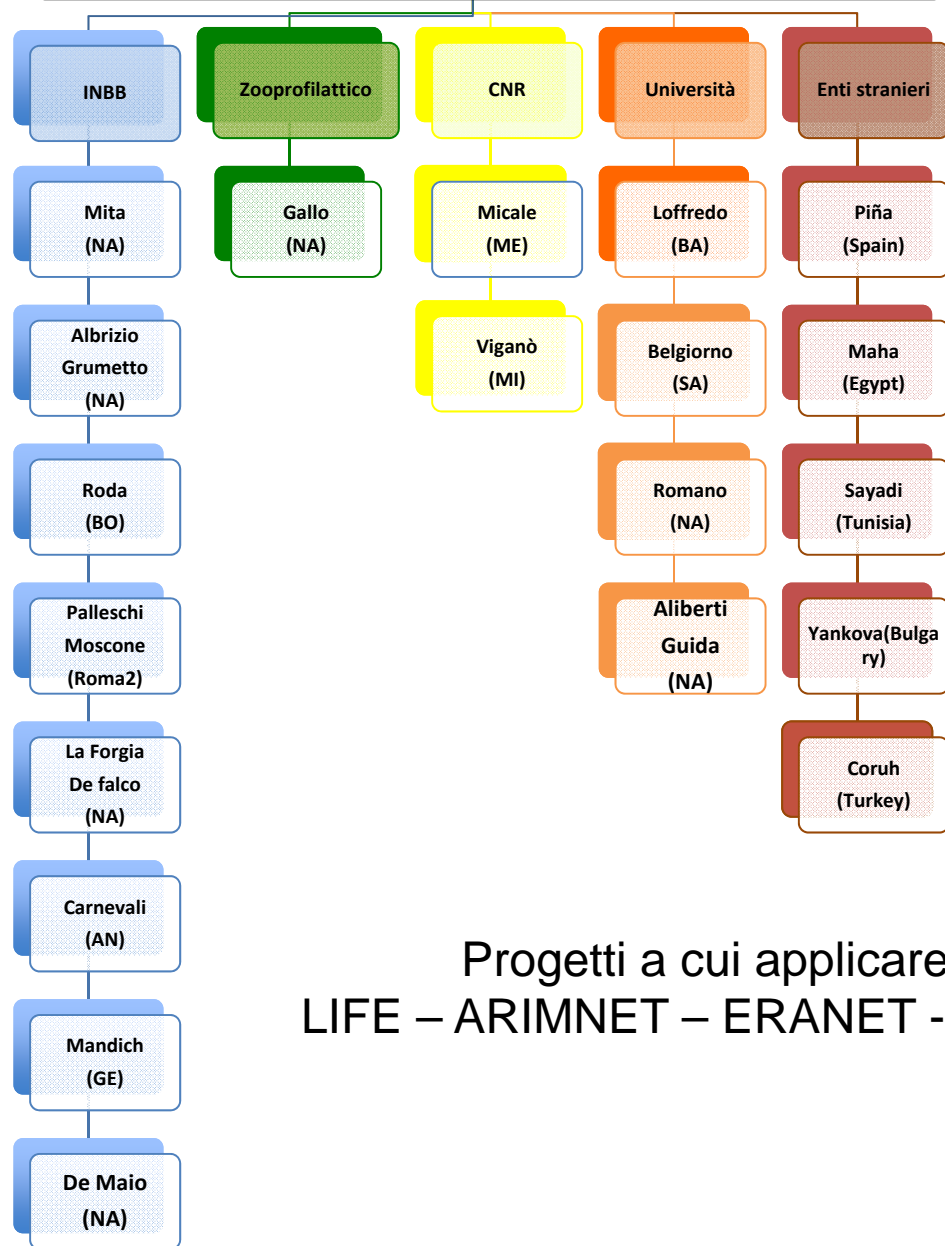 INBB
Mita
(NA)
Albrizio
Grumetto
(NA)
Roda
(BO)
Palleschi
Moscone
(Roma2)
La Forgia
De falco
(NA)
Carnevali
(AN)
Mandich
(GE)
De Maio
(NA)
Zooprofilattico
Gallo
(NA)
CNR
Micale
(ME)
Viganò
(MI)
Università
Loffredo
(BA)
Belgiorno
(SA)
Romano
(NA)
Aliberti
Guida
(NA)
Enti stranieri
Piña
(Spain)
Maha
(Egypt)
Sayadi
(Tunisia)
Yankova(Bulga
ry)
Coruh
(Turkey)
Progetti a cui applicare
LIFE – ARIMNET – ERANET -